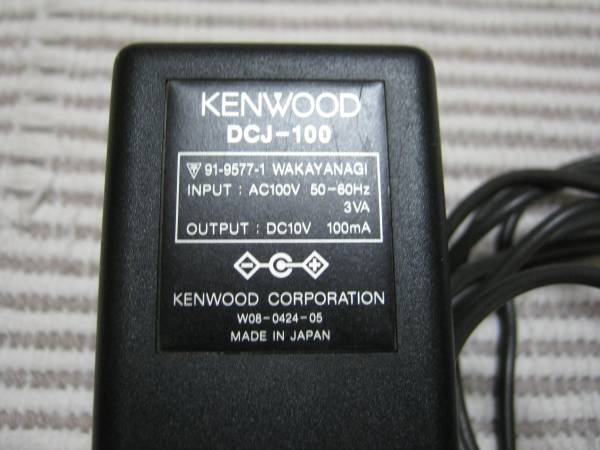 KENWOOD
DCJ-100
91-9577-1 WAKAYANAGI
INPUT : AC100V 50-60Hz
3VA
OUTPUT : DC10V 100mA
KENWOOD CORPORATION
W08-0424-05
MADE IN JAPAN